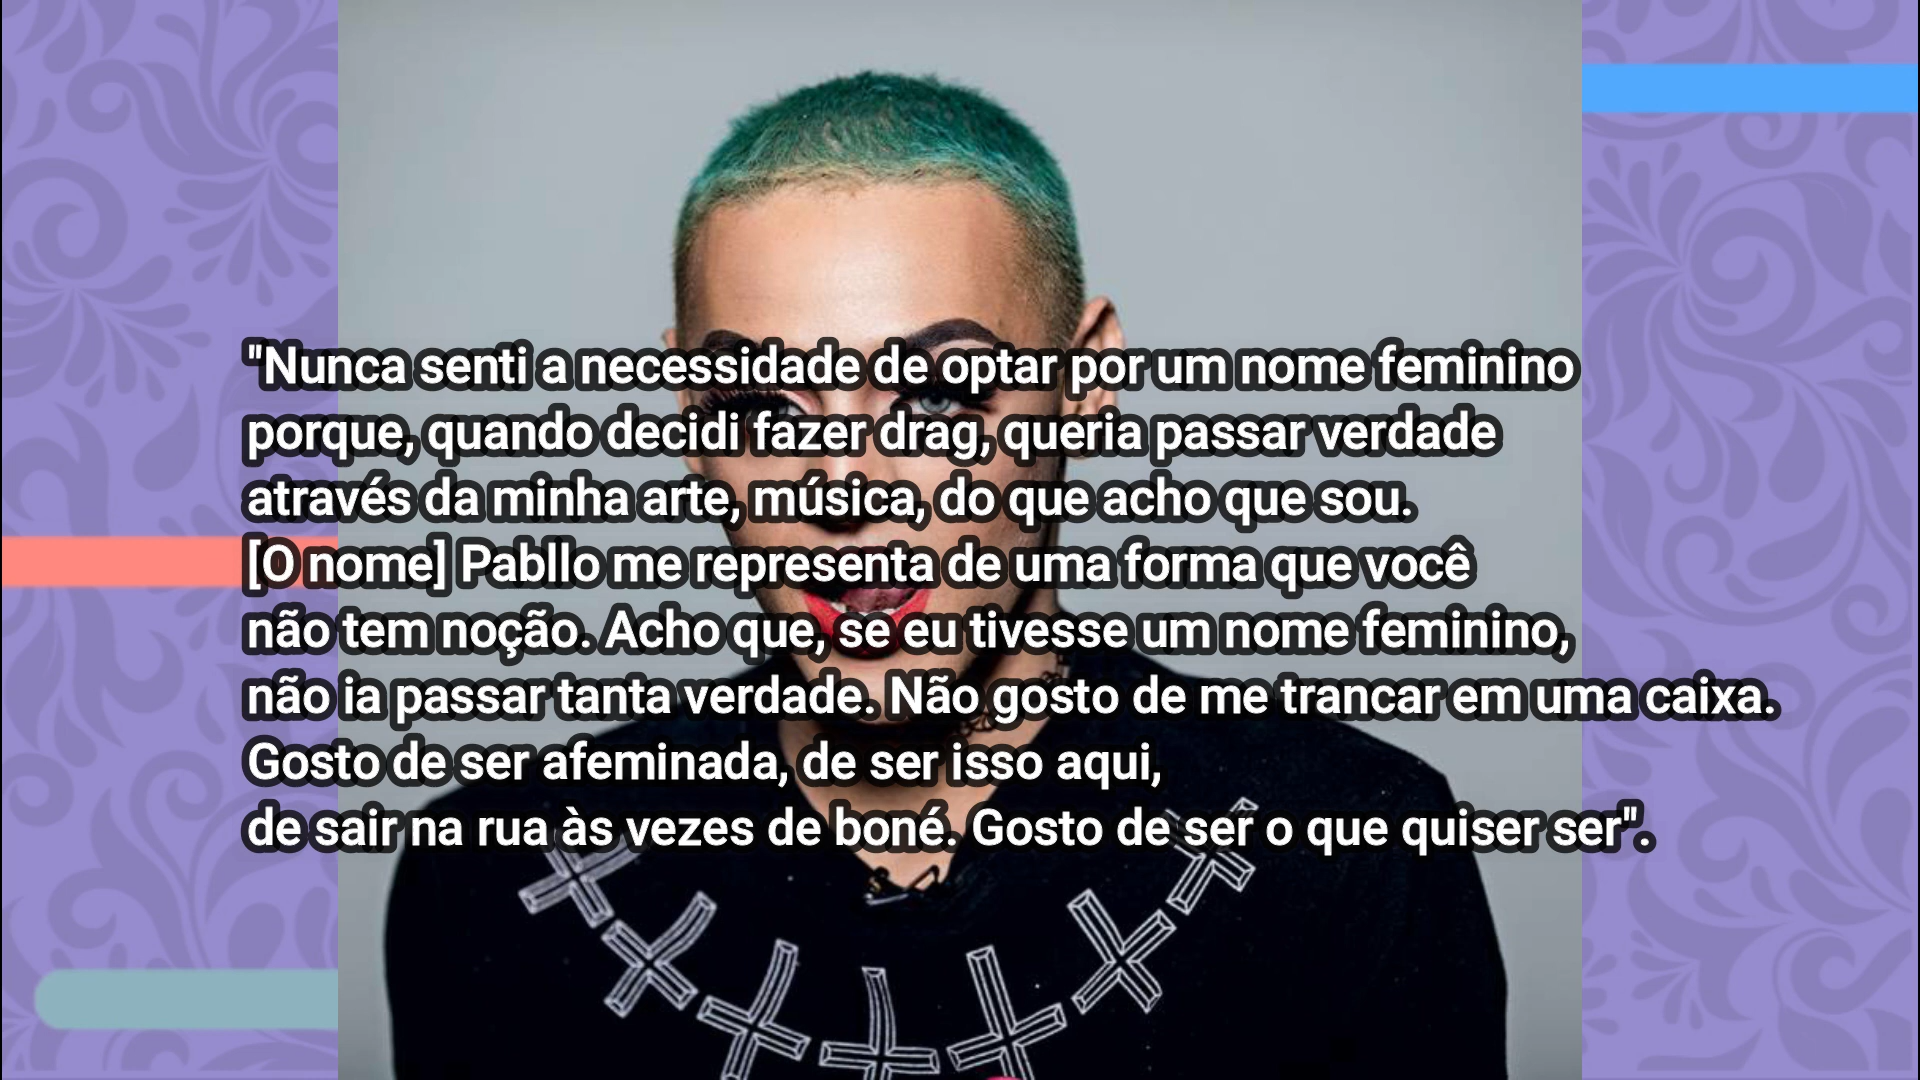 "Nunca senti a necessidade de optar por um nome feminino
porque, quando decidi fazer drag, queria passar verdade
através da minha arte, música, do que acho que sou.
[O nome] Pabllo me representa de uma forma que você
não tem noção. Acho que, se eu tivesse um nome feminino,
não ia passar tanta verdade. Não gosto de me trancar em uma caixa.
Gosto de ser afeminada, de ser isso aqui,
de sair na rua às vezes de boné. Gosto de ser o que quiser ser".